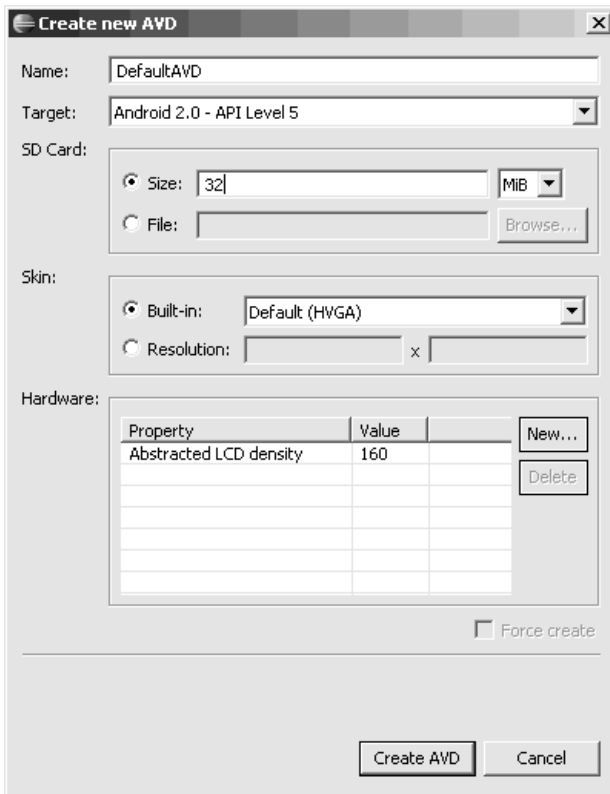 Create new AVD
Name: DefaultAVD
Target: Android 2.0 - API Level 5
SD Card:
Size: 32 MiB
File: Browse...
Skin:
Built-in: Default (HVGA)
Resolution: x
Hardware:
Property Value New...
Abstracted LCD density 160
Delete
Force create
Create AVD Cancel